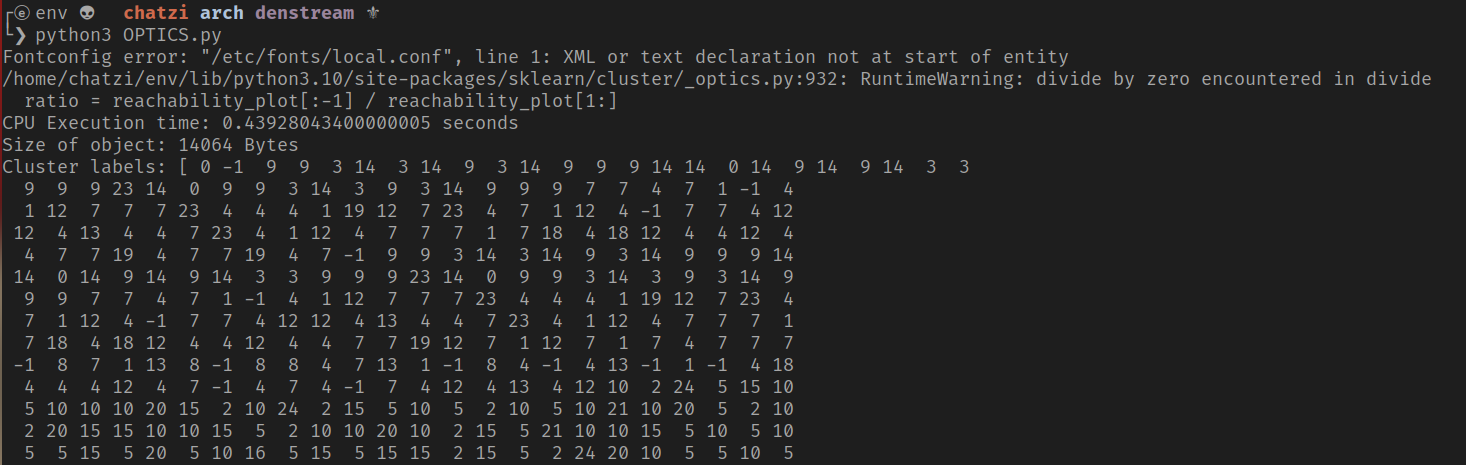 ┌ⓔ env 💀 chatzi arch denstream ⚜
└❯ python3 OPTICS.py
Fontconfig error: "/etc/fonts/local.conf", line 1: XML or text declaration not at start of entity
/home/chatzi/env/lib/python3.10/site-packages/sklearn/cluster/_optics.py:932: RuntimeWarning: divide by zero encountered in divide
  ratio = reachability_plot[:-1] / reachability_plot[1:]
CPU Execution time: 0.43928043400000005 seconds
Size of object: 14064 Bytes
Cluster labels: [ 0 -1  9  9  3 14  3 14  9  3 14  9  9  9 14 14  0 14  9 14  9 14  3  3
  9  9  9 23 14  0  9  9  3 14  3  9  3 14  9  9  9  7  7  4  7  1 -1  4
  1 12  7  7  7 23  4  4  4  1 19 12  7 23  4  7  1 12  4 -1  7  7  4 12
 12  4 13  4  4  7 23  4  1 12  4  7  7  7  1  7 18  4 18 12  4  4 12  4
  4  7  7 19  4  7  7 19  4  7 -1  9  9  3 14  3 14  9  3 14  9  9  9 14
 14  0 14  9 14  9 14  3  3  9  9  9 23 14  0  9  9  3 14  3  9  3 14  9
  9  9  7  7  4  7  1 -1  4  1 12  7  7  7 23  4  4  4  1 19 12  7 23  4
  7  1 12  4 -1  7  7  4 12 12  4 13  4  4  7 23  4  1 12  4  7  7  7  1
  7 18  4 18 12  4  4 12  4  4  7  7 19 12  7  1 12  7  1  7  4  7  7  7
 -1  8  7  1 13  8 -1  8  8  4  7 13  1 -1  8  4 -1  4 13 -1  1 -1  4 18
  4  4  4 12  4  7 -1  4  7  4 -1  7  4 12  4 13  4 12 10  2 24  5 15 10
  5 10 10 10 20 15  2 10 24  2 15  5 10  5  2 10  5 10 21 10 20  5  2 10
  2 20 15 15 10 10 15  5  2 10 10 20 10  2 15  5 21 10 10 15  5 10  5 10
  5  5 15  5 20  5 10 16  5 15  5 15 15  2 15  5  2 24 20 10  5  5 10  5